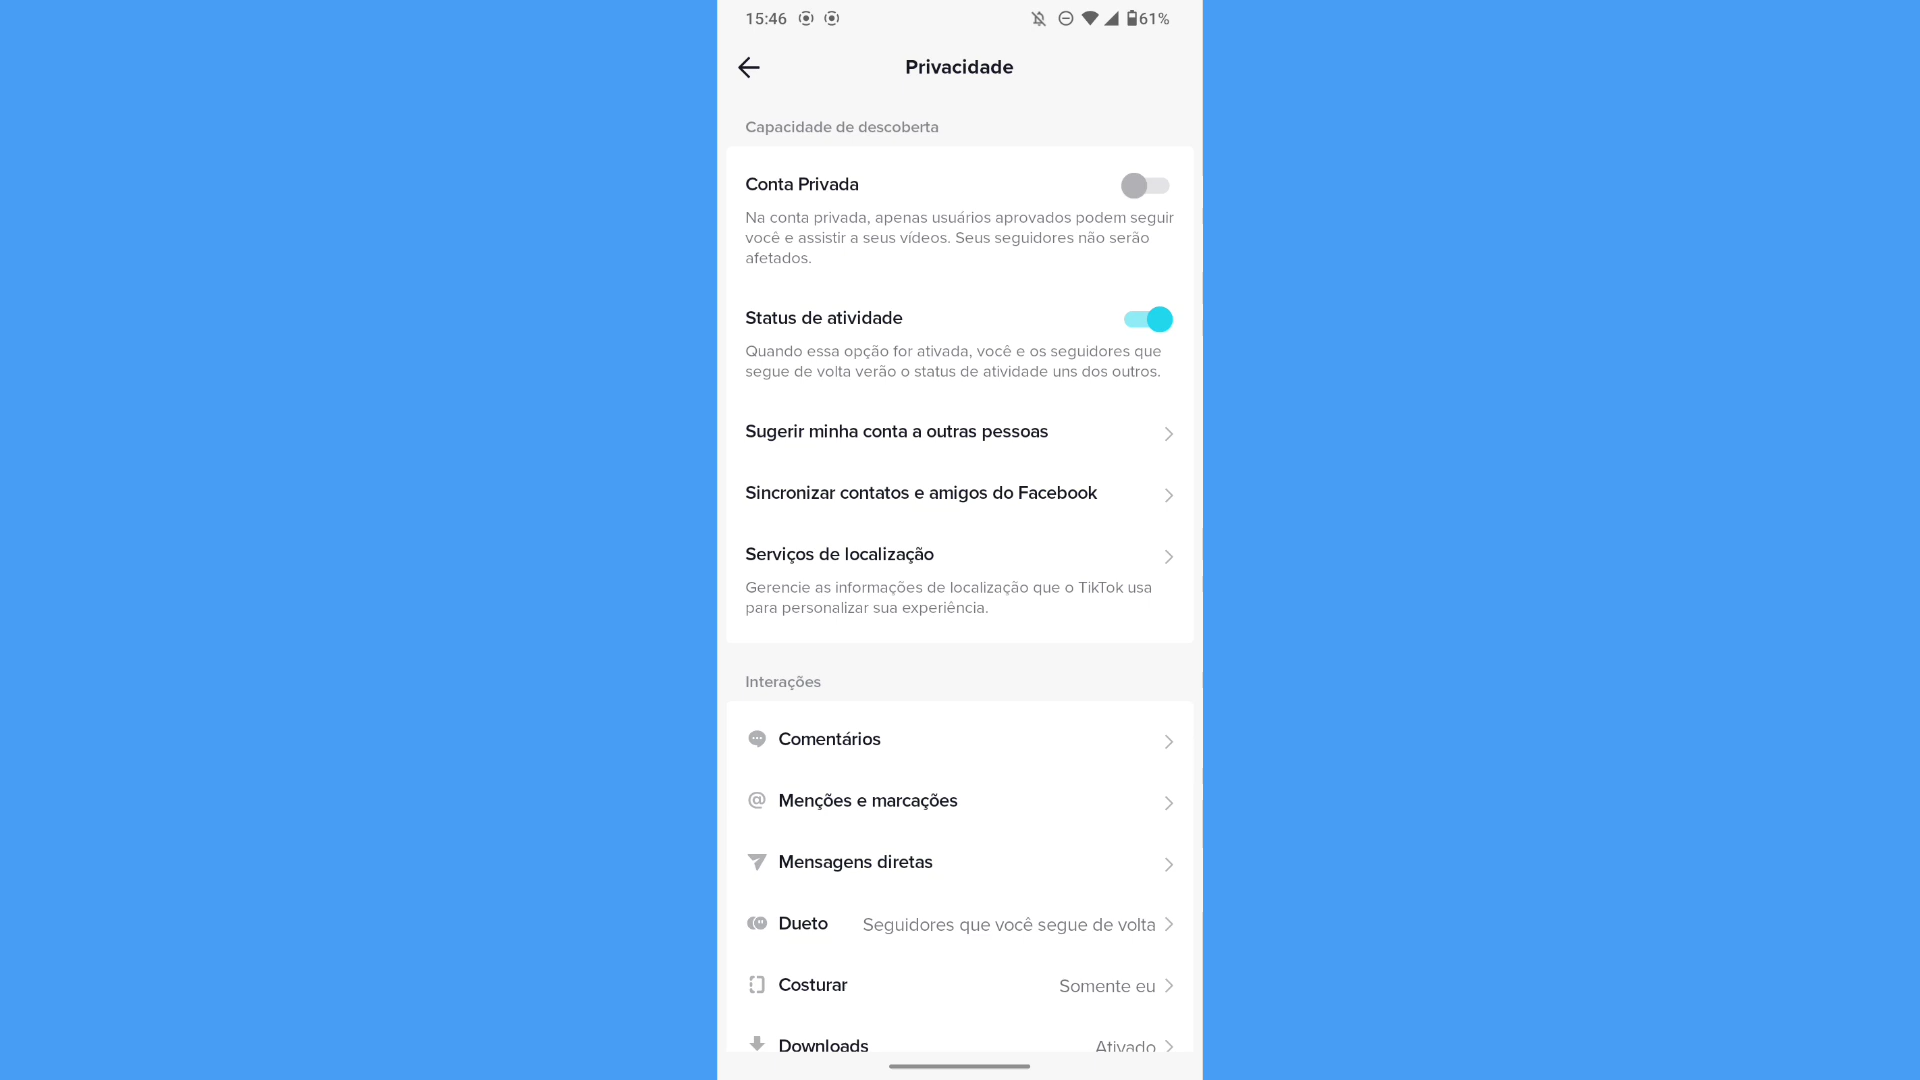 15:46
61%
Privacidade
Capacidade de descoberta
Conta Privada
Na conta privada, apenas usuários aprovados podem seguir
você e assistir a seus vídeos. Seus seguidores não serão
afetados.
Status de atividade
Quando essa opção for ativada, você e os seguidores que
segue de volta verão o status de atividade uns dos outros.
Sugerir minha conta a outras pessoas
Sincronizar contatos e amigos do Facebook
Serviços de localização
Gerencie as informações de localização que o TikTok usa
para personalizar sua experiência.
Interações
Comentários
@ Menções e marcações
Mensagens diretas
Dueto Seguidores que você segue de volta
Costurar Somente eu
Downloads Ativado